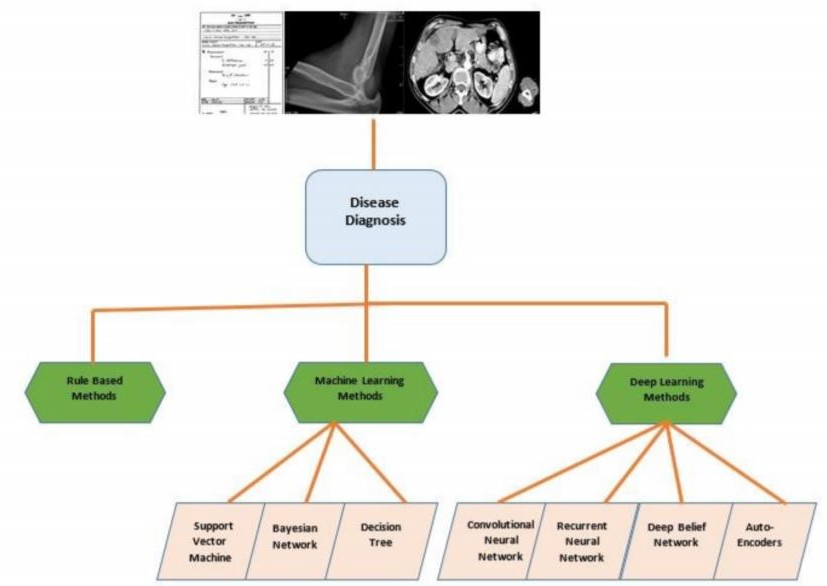 Disease
Diagnosis
Rule Based
Methods
Machine Learning
Methods
Deep Learning
Methods
Support
Vector
Machine
Bayesian
Network
Decision
Tree
Convolutional
Neural
Network
Recurrent
Neural
Network
Deep Belief
Network
Auto-
Encoders